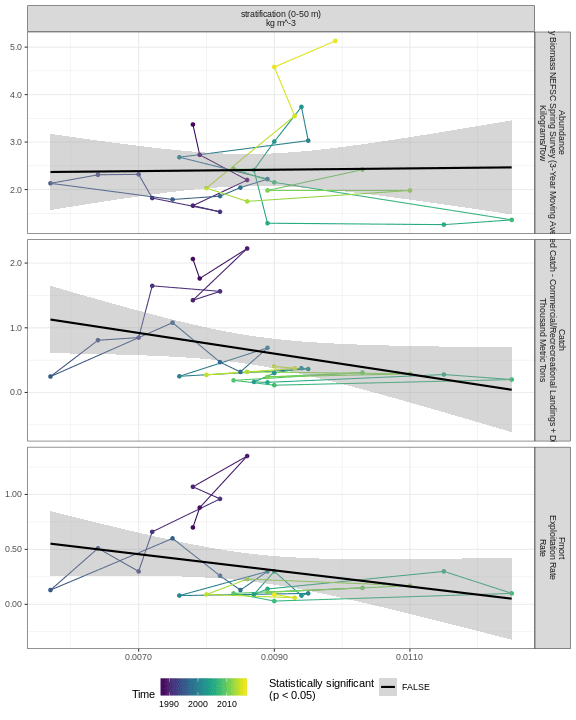 stratification (0-50 m)
kg m^-3
5.0
4.0
3.0
2.0
Abundance
y Biomass NEFSC Spring Survey (3-Year Moving Ave
Kilograms/Tow
2.0
1.0
0.0
Catch
ed Catch - Commercial/Recreational Landings + D
Thousand Metric Tons
1.00
0.50
0.00
Fmort
Exploitation Rate
Rate
0.0070
0.0090
0.0110
Time
1990 2000 2010
Statistically significant
(p < 0.05)
FALSE